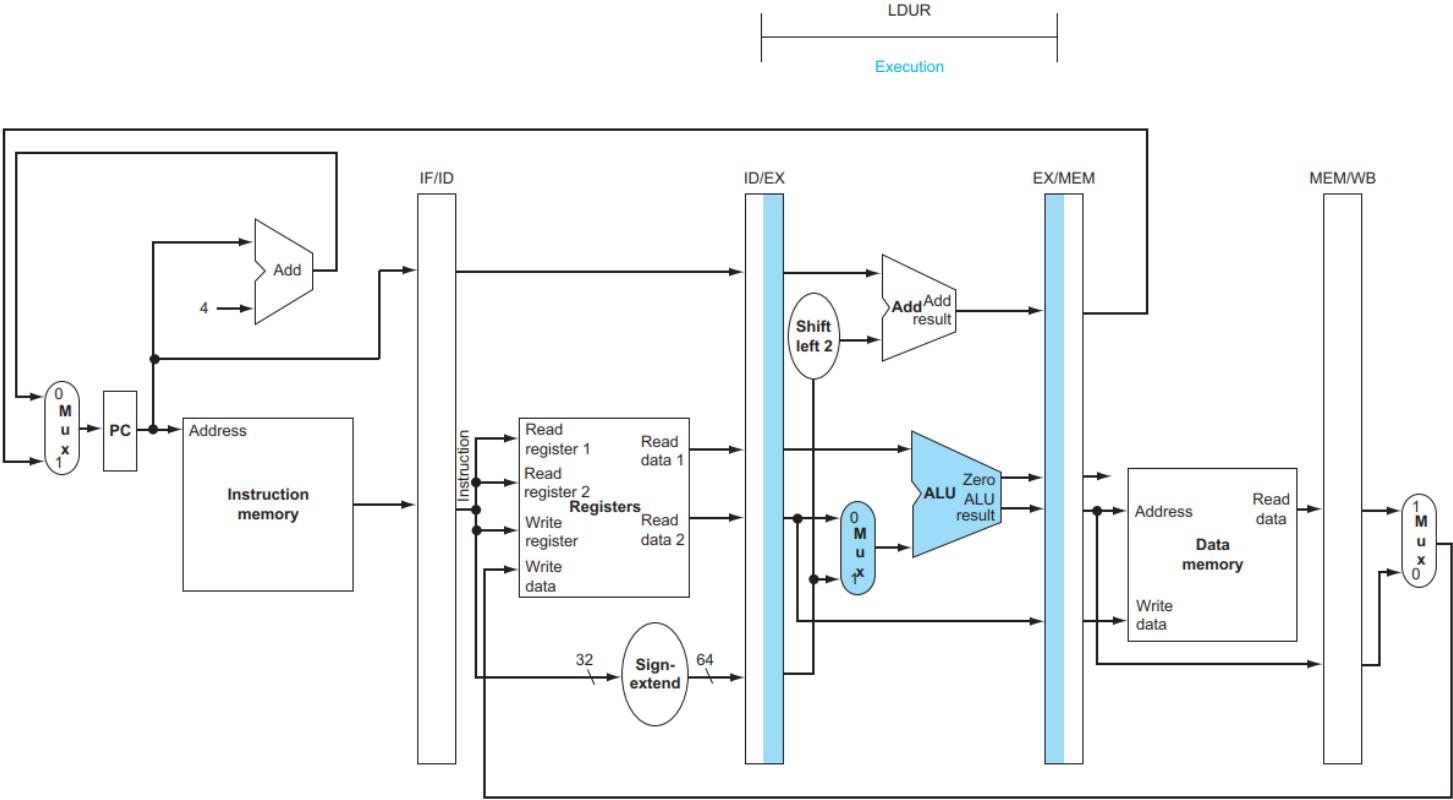 LDUR
Execution
IF/ID
ID/EX
EX/MEM
MEM/WB
Add
4
Shift
left 2
Add
Add
result
0
M
u
x
1
PC
Address
Instruction
memory
Instruction
Read
register 1
Read
register 2
Registers
Write
register
Write
data
Read
data 1
Read
data 2
32
Sign-
extend
64
0
M
u
x
1
ALU
Zero
ALU
result
Address
Read
data
Data
memory
Write
data
1
M
u
x
0